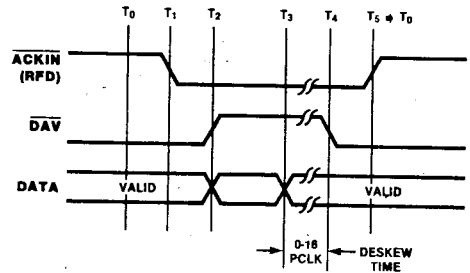 T0 T1 T2 T3 T4 T5 ⇒ T0
ACKIN
(RFD)
DAV
DATA
VALID VALID
0-16
PCLK
DESKEW
TIME